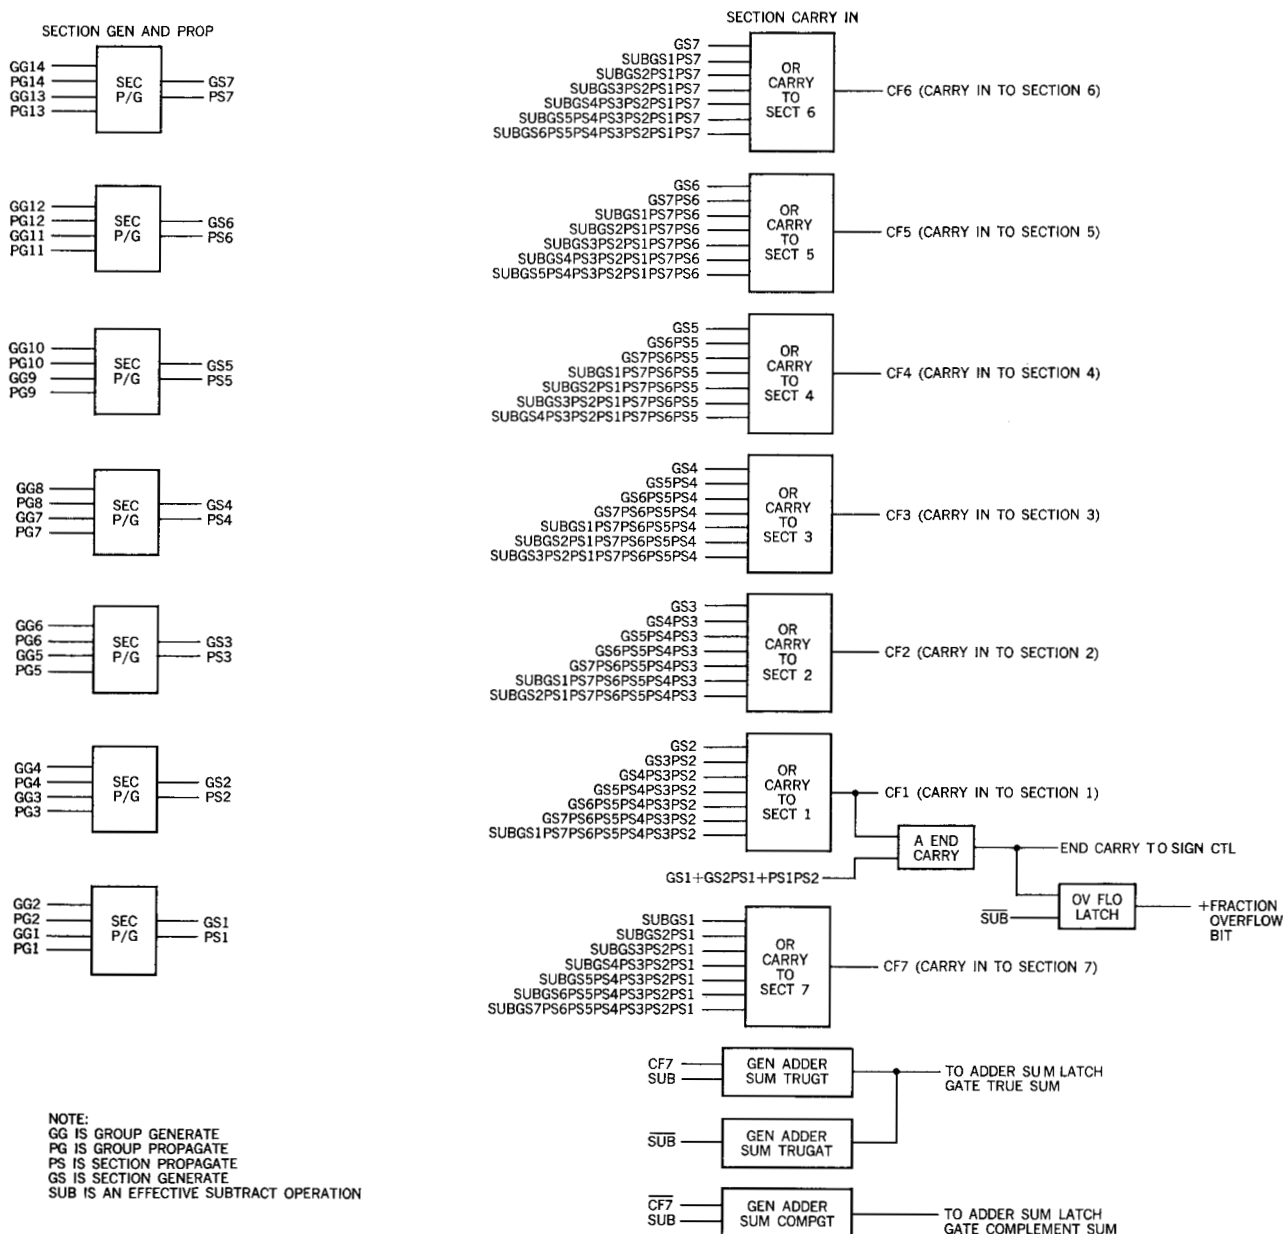 SECTION GEN AND PROP
GG14
PG14
GG13
PG13
SEC
P/G
GS7
PS7
GG12
PG12
GG11
PG11
SEC
P/G
GS6
PS6
GG10
PG10
GG9
PG9
SEC
P/G
GS5
PS5
GG8
PG8
GG7
PG7
SEC
P/G
GS4
PS4
GG6
PG6
GG5
PG5
SEC
P/G
GS3
PS3
GG4
PG4
GG3
PG3
SEC
P/G
GS2
PS2
GG2
PG2
GG1
PG1
SEC
P/G
GS1
PS1
NOTE:
GG IS GROUP GENERATE
PG IS GROUP PROPAGATE
PS IS SECTION PROPAGATE
GS IS SECTION GENERATE
SUB IS AN EFFECTIVE SUBTRACT OPERATION
SECTION CARRY IN
GS7
SUBGS1PS7
SUBGS2PS1PS7
SUBGS3PS2PS1PS7
SUBGS4PS3PS2PS1PS7
SUBGS5PS4PS3PS2PS1PS7
SUBGS6PS5PS4PS3PS2PS1PS7
OR
CARRY
TO
SECT 6
CF6 (CARRY IN TO SECTION 6)
GS6
GS7PS6
SUBGS1PS7PS6
SUBGS2PS1PS7PS6
SUBGS3PS2PS1PS7PS6
SUBGS4PS3PS2PS1PS7PS6
SUBGS5PS4PS3PS2PS1PS7PS6
OR
CARRY
TO
SECT 5
CF5 (CARRY IN TO SECTION 5)
GS5
GS6PS5
GS7PS6PS5
SUBGS1PS7PS6PS5
SUBGS2PS1PS7PS6PS5
SUBGS3PS2PS1PS7PS6PS5
SUBGS4PS3PS2PS1PS7PS6PS5
OR
CARRY
TO
SECT 4
CF4 (CARRY IN TO SECTION 4)
GS4
GS5PS4
GS6PS5PS4
GS7PS6PS5PS4
SUBGS1PS7PS6PS5PS4
SUBGS2PS1PS7PS6PS5PS4
SUBGS3PS2PS1PS7PS6PS5PS4
OR
CARRY
TO
SECT 3
CF3 (CARRY IN TO SECTION 3)
GS3
GS4PS3
GS5PS4PS3
GS6PS5PS4PS3
GS7PS6PS5PS4PS3
SUBGS1PS7PS6PS5PS4PS3
SUBGS2PS1PS7PS6PS5PS4PS3
OR
CARRY
TO
SECT 2
CF2 (CARRY IN TO SECTION 2)
GS2
GS3PS2
GS4PS3PS2
GS5PS4PS3PS2
GS6PS5PS4PS3PS2
GS7PS6PS5PS4PS3PS2
SUBGS1PS7PS6PS5PS4PS3PS2
OR
CARRY
TO
SECT 1
CF1 (CARRY IN TO SECTION 1)
GS1+GS2PS1+PS1PS2
A END
CARRY
END CARRY TO SIGN CTL
S̅U̅B̅
OV FLO
LATCH
+FRACTION
OVERFLOW
BIT
SUBGS1
SUBGS2PS1
SUBGS3PS2PS1
SUBGS4PS3PS2PS1
SUBGS5PS4PS3PS2PS1
SUBGS6PS5PS4PS3PS2PS1
SUBGS7PS6PS5PS4PS3PS2PS1
OR
CARRY
TO
SECT 7
CF7 (CARRY IN TO SECTION 7)
CF7
SUB
GEN ADDER
SUM TRUGT
TO ADDER SUM LATCH
GATE TRUE SUM
S̅U̅B̅
GEN ADDER
SUM TRUGAT
C̅F̅7̅
SUB
GEN ADDER
SUM COMPGT
TO ADDER SUM LATCH
GATE COMPLEMENT SUM